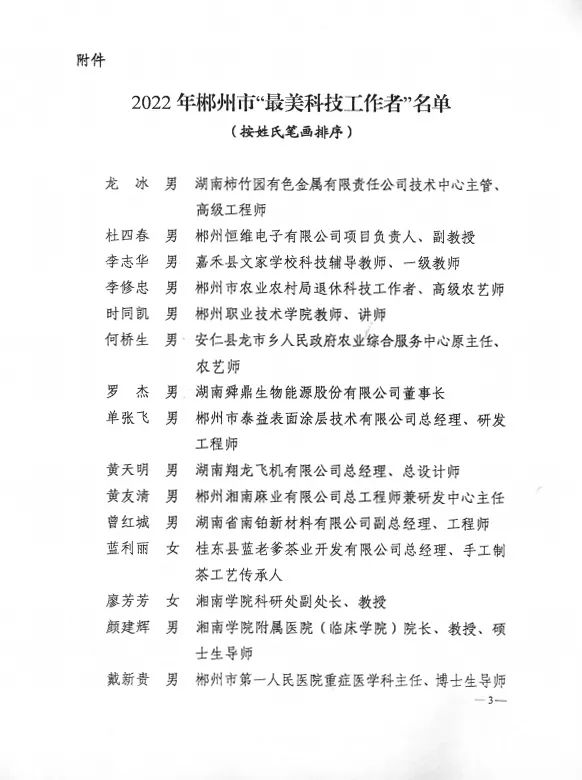 附件
2022 年郴州市“最美科技工作者”名单
（按姓氏笔画排序）
龙　冰　男　湖南柿竹园有色金属有限责任公司技术中心主管、
高级工程师
杜四春　男　郴州恒维电子有限公司项目负责人、副教授
李志华　男　嘉禾县文家学校科技辅导教师、一级教师
李修忠　男　郴州市农业农村局退休科技工作者、高级农艺师
时同凯　男　郴州职业技术学院教师、讲师
何桥生　男　安仁县龙市乡人民政府农业综合服务中心原主任、
农艺师
罗　杰　男　湖南舜鼎生物能源股份有限公司董事长
单张飞　男　郴州市泰益表面涂层技术有限公司总经理、研发
工程师
黄天明　男　湖南翔龙飞机有限公司总经理、总设计师
黄友清　男　郴州湘南麻业有限公司总工程师兼研发中心主任
曾红城　男　湖南省南铂新材料有限公司副总经理、工程师
蓝利丽　女　桂东县蓝老爹茶业开发有限公司总经理、手工制
茶工艺传承人
廖芳芳　女　湘南学院科研处副处长、教授
颜建辉　男　湘南学院附属医院（临床学院）院长、教授、硕
士生导师
戴新贵　男　郴州市第一人民医院重症医学科主任、博士生导师
—3—